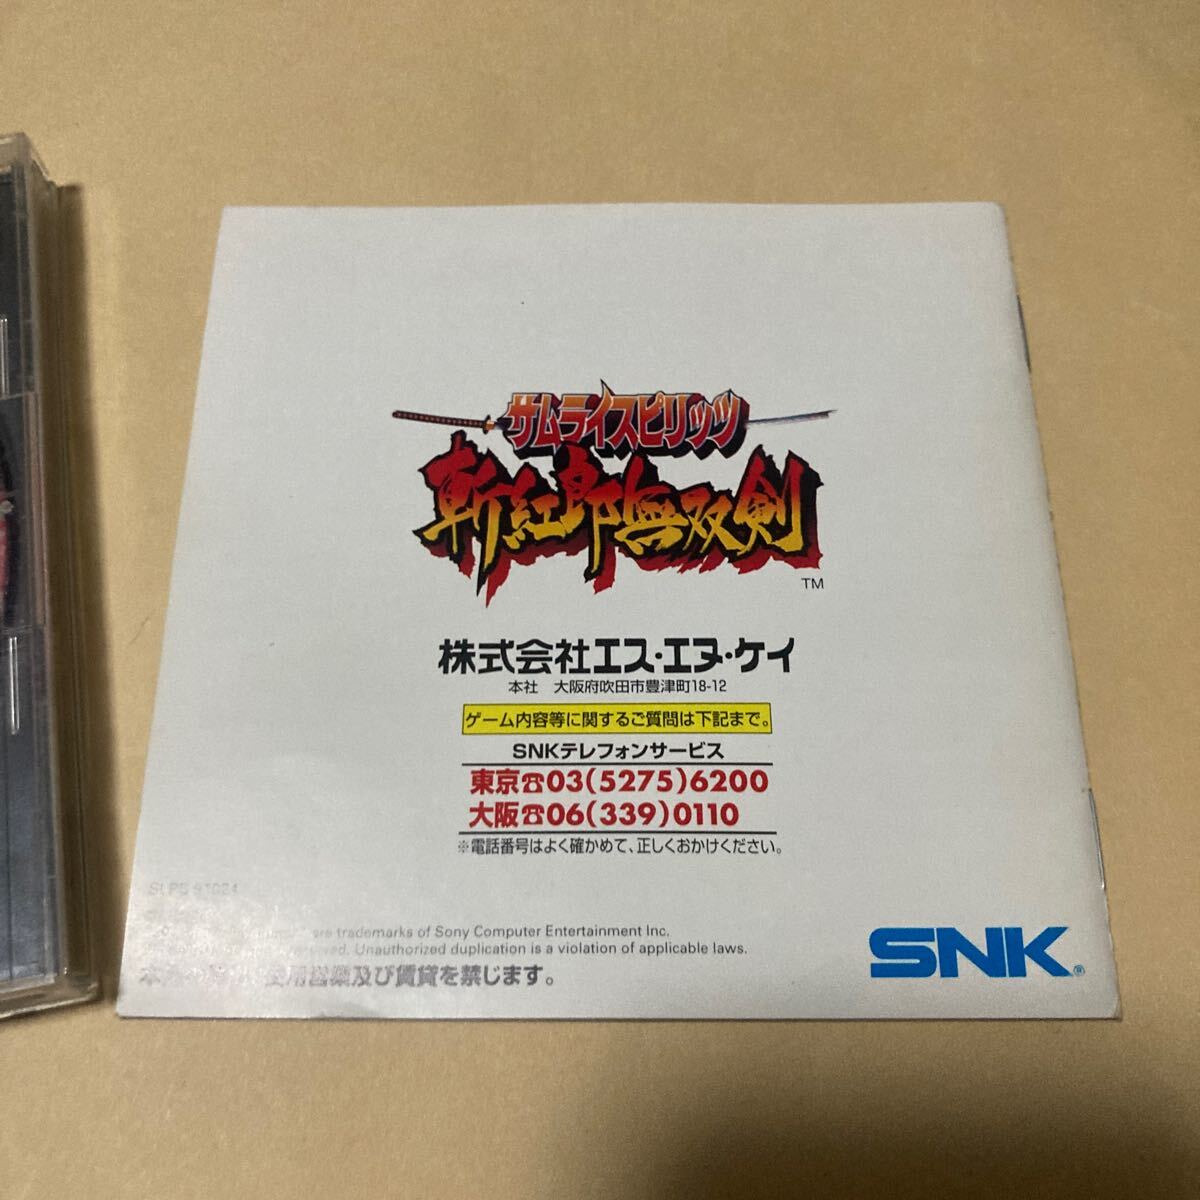 サムライスピリッツ
斬紅郎無双剣
TM
株式会社エス・エヌ・ケイ
本社 大阪府吹田市豊津町18-12
ゲーム内容等に関するご質問は下記まで。
SNKテレフォンサービス
東京☎03(5275)6200
大阪☎06(339)0110
※電話番号はよく確かめて、正しくおかけください。
are trademarks of Sony Computer Entertainment Inc.
Unauthorized duplication is a violation of applicable laws.
使用営業及び賃貸を禁じます。
SNK®